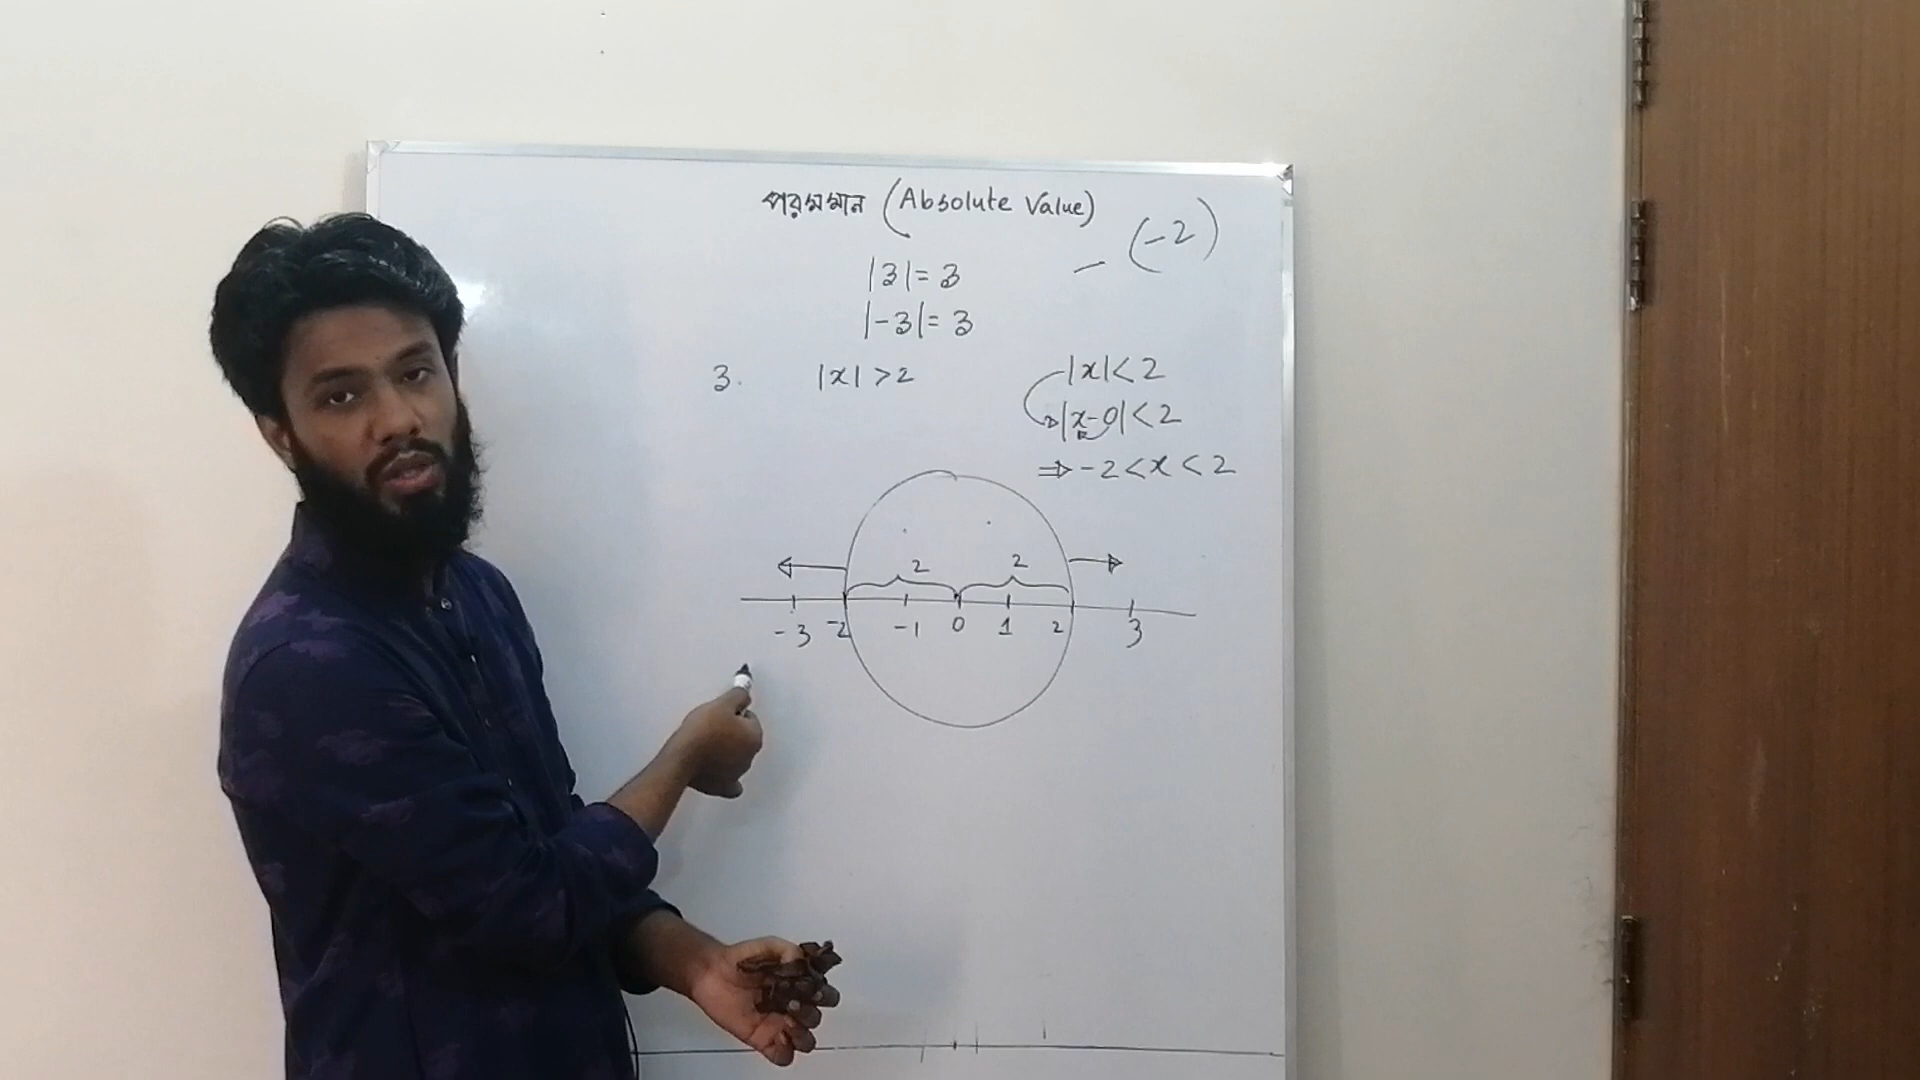 পরমমান (Absolute Value)
- (-2)
|3| = 3
|-3| = 3
3. |x| > 2
|x| < 2
|x-0| < 2
⇒ -2 < x < 2
2 2
-3 -2 -1 0 1 2 3